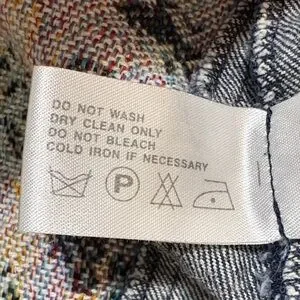 DO NOT WASH
DRY CLEAN ONLY
DO NOT BLEACH
COLD IRON IF NECESSARY
P